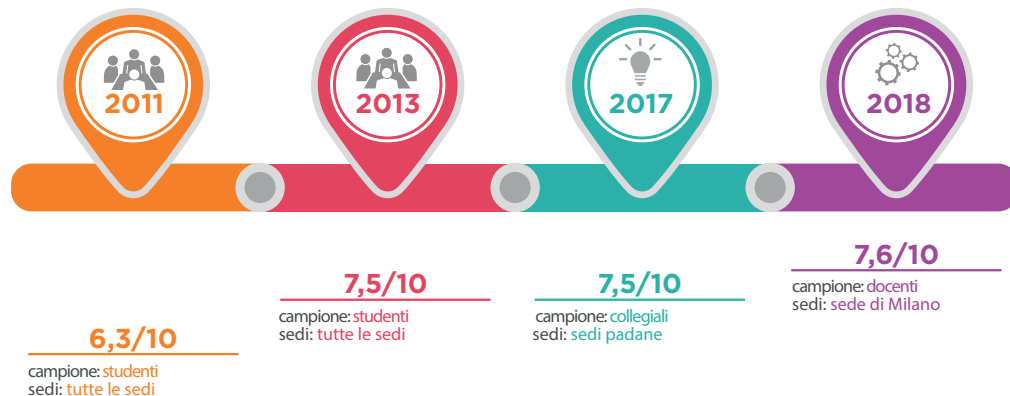 2011
2013
2017
2018
6,3/10
campione: studenti
sedi: tutte le sedi
7,5/10
campione: studenti
sedi: tutte le sedi
7,5/10
campione: collegiali
sedi: sedi padane
7,6/10
campione: docenti
sedi: sede di Milano